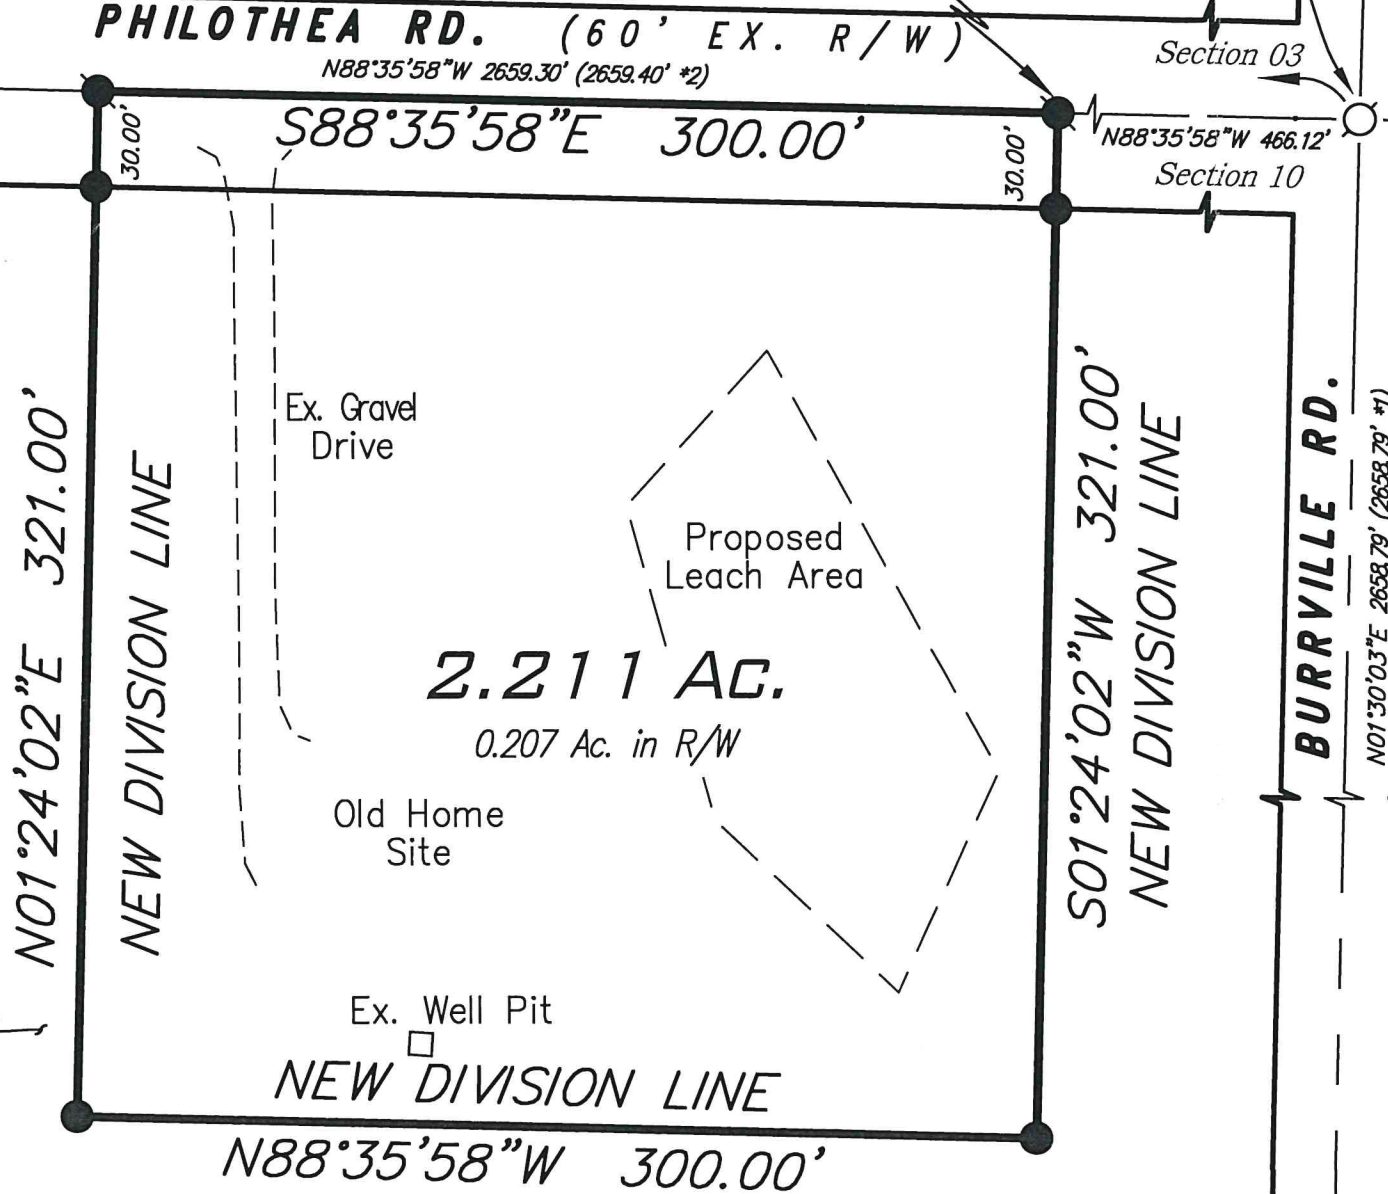 PHILOTHEA RD. (60' EX. R/W)
N88°35'58"W 2659.30' (2659.40' *2)
S88°35'58"E 300.00'
30.00'
30.00'
Section 03
N88°35'58"W 466.12'
Section 10
Ex. Gravel
Drive
N01°24'02"E 321.00'
NEW DIVISION LINE
Proposed
Leach Area
2.211 Ac.
0.207 Ac. in R/W
Old Home
Site
S01°24'02"W 321.00'
NEW DIVISION LINE
BURRVILLE RD.
N01°30'03"E 2658.79' (2658.79' *1)
Ex. Well Pit
NEW DIVISION LINE
N88°35'58"W 300.00'